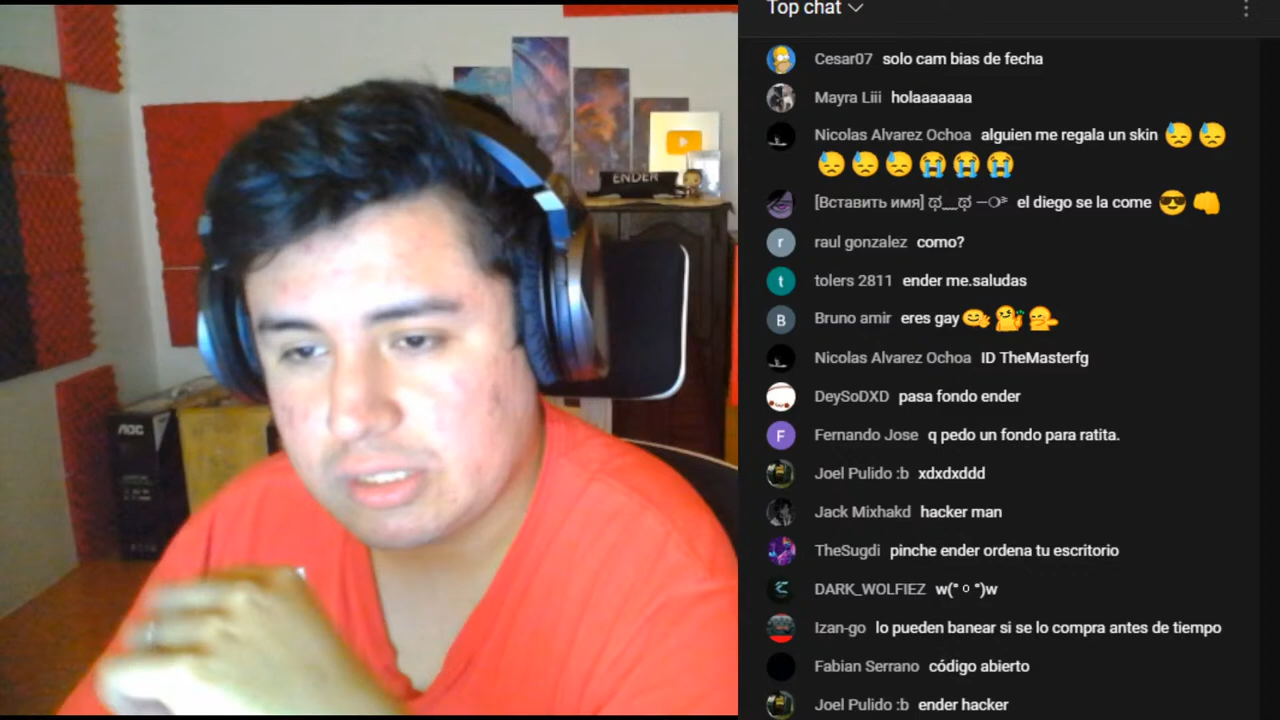 Top chat
Cesar07 solo cam bias de fecha
Mayra Liii holaaaaaaa
Nicolas Alvarez Ochoa alguien me regala un skin 😓 😓
😓 😓 😓 😭 😭 😭
[Вставить имя] ಠ╭╮ಠ el diego se la come 😎 👊
r
raul gonzalez como?
t
tolers 2811 ender me.saludas
B
Bruno amir eres gay
Nicolas Alvarez Ochoa ID TheMasterfg
DeySoDXD pasa fondo ender
F
Fernando Jose q pedo un fondo para ratita.
Joel Pulido :b xdxdxddd
Jack Mixhakd hacker man
TheSugdi pinche ender ordena tu escritorio
DARK_WOLFIEZ w(°ㅇ°)w
Izan-go lo pueden banear si se lo compra antes de tiempo
Fabian Serrano código abierto
Joel Pulido :b ender hacker
ENDER
AOC